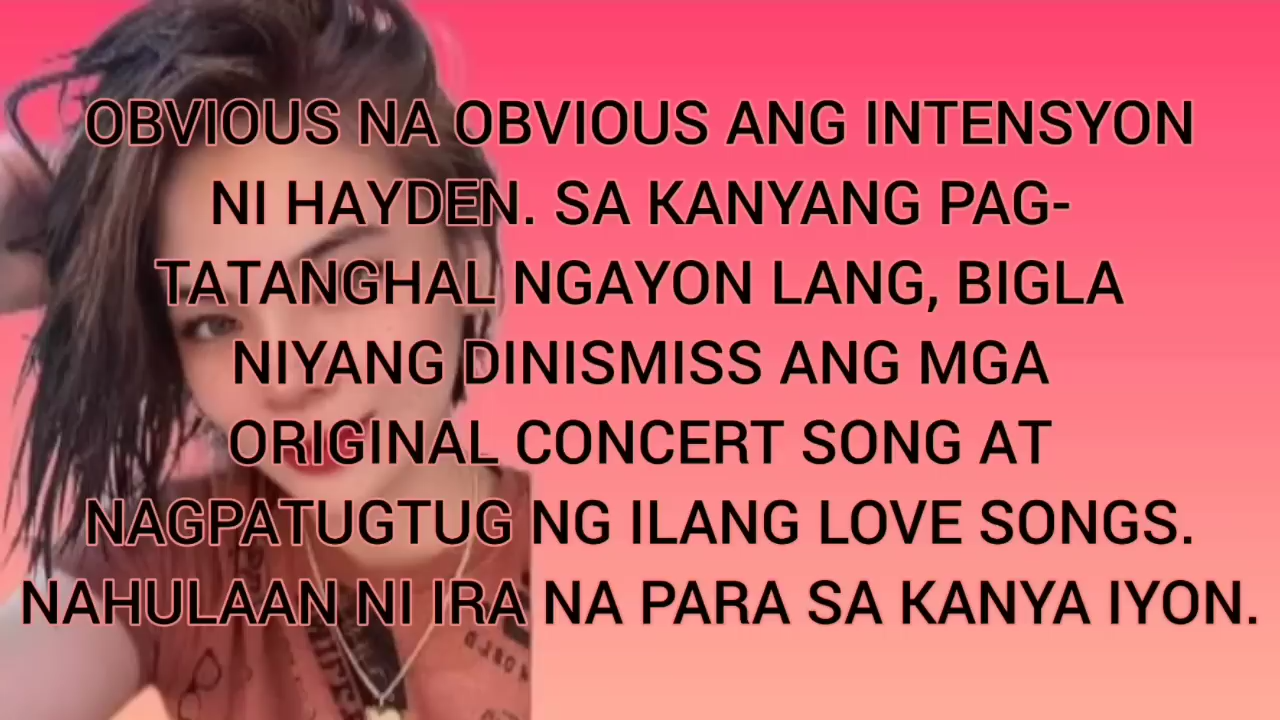 OBVIOUS NA OBVIOUS ANG INTENSYON
NI HAYDEN. SA KANYANG PAG-
TATANGHAL NGAYON LANG, BIGLA
NIYANG DINISMISS ANG MGA
ORIGINAL CONCERT SONG AT
NAGPATUGTUG NG ILANG LOVE SONGS.
NAHULAAN NI IRA NA PARA SA KANYA IYON.